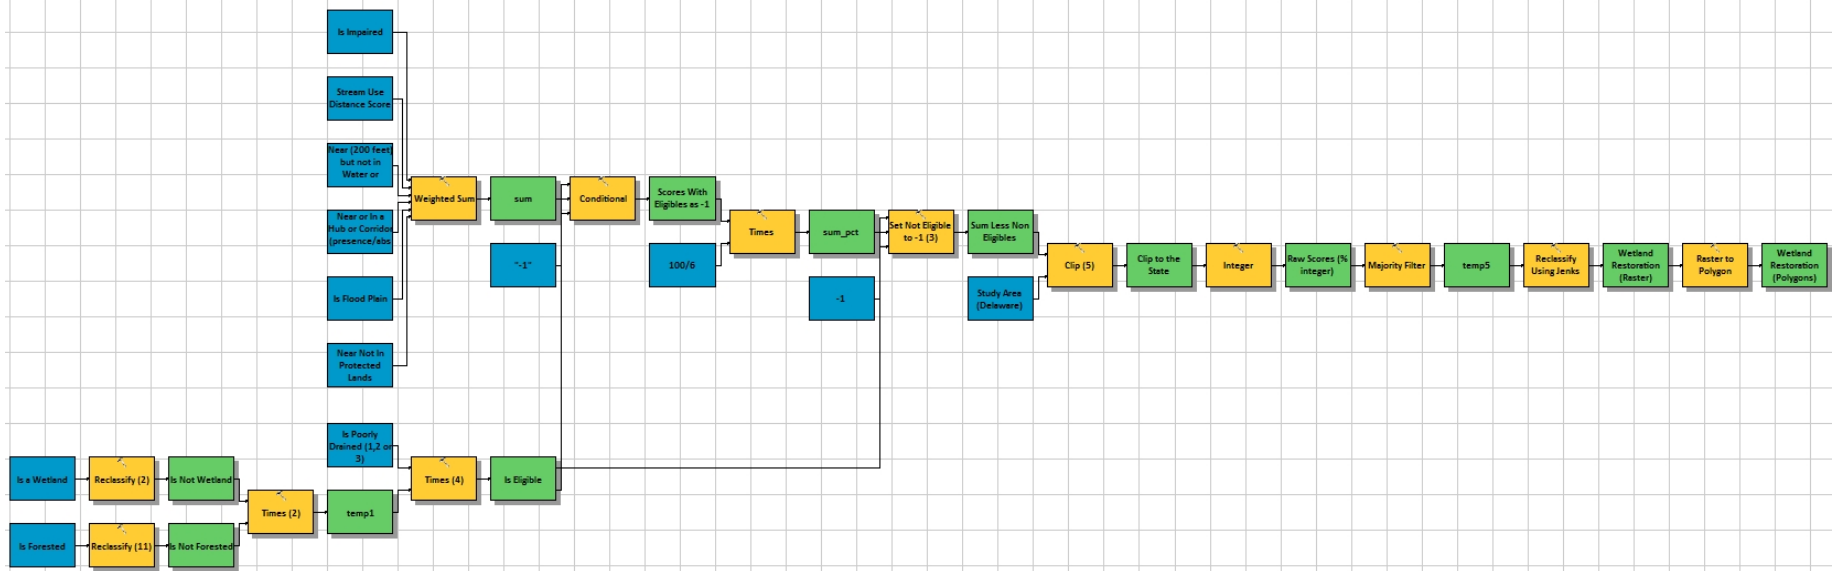 Is Impaired
Stream Use
Distance Score
Near (200 feet)
but not in
Water or
Near or In a
Hub or Corridor
(presence/abs
Is Flood Plain
Near Not In
Protected
Lands
Weighted Sum
sum
"-1"
Conditional
Scores With
Eligibles as -1
100/6
Times
sum_pct
-1
Set Not Eligible
to -1 (3)
Sum Less Non
Eligibles
Study Area
(Delaware)
Clip (5)
Clip to the
State
Integer
Raw Scores (%
integer)
Majority Filter
temp5
Reclassify
Using Jenks
Wetland
Restoration
(Raster)
Raster to
Polygon
Wetland
Restoration
(Polygons)
Is Poorly
Drained (1,2 or
3)
Is a Wetland
Reclassify (2)
Is Not Wetland
Is Forested
Reclassify (11)
Is Not Forested
Times (2)
temp1
Times (4)
Is Eligible